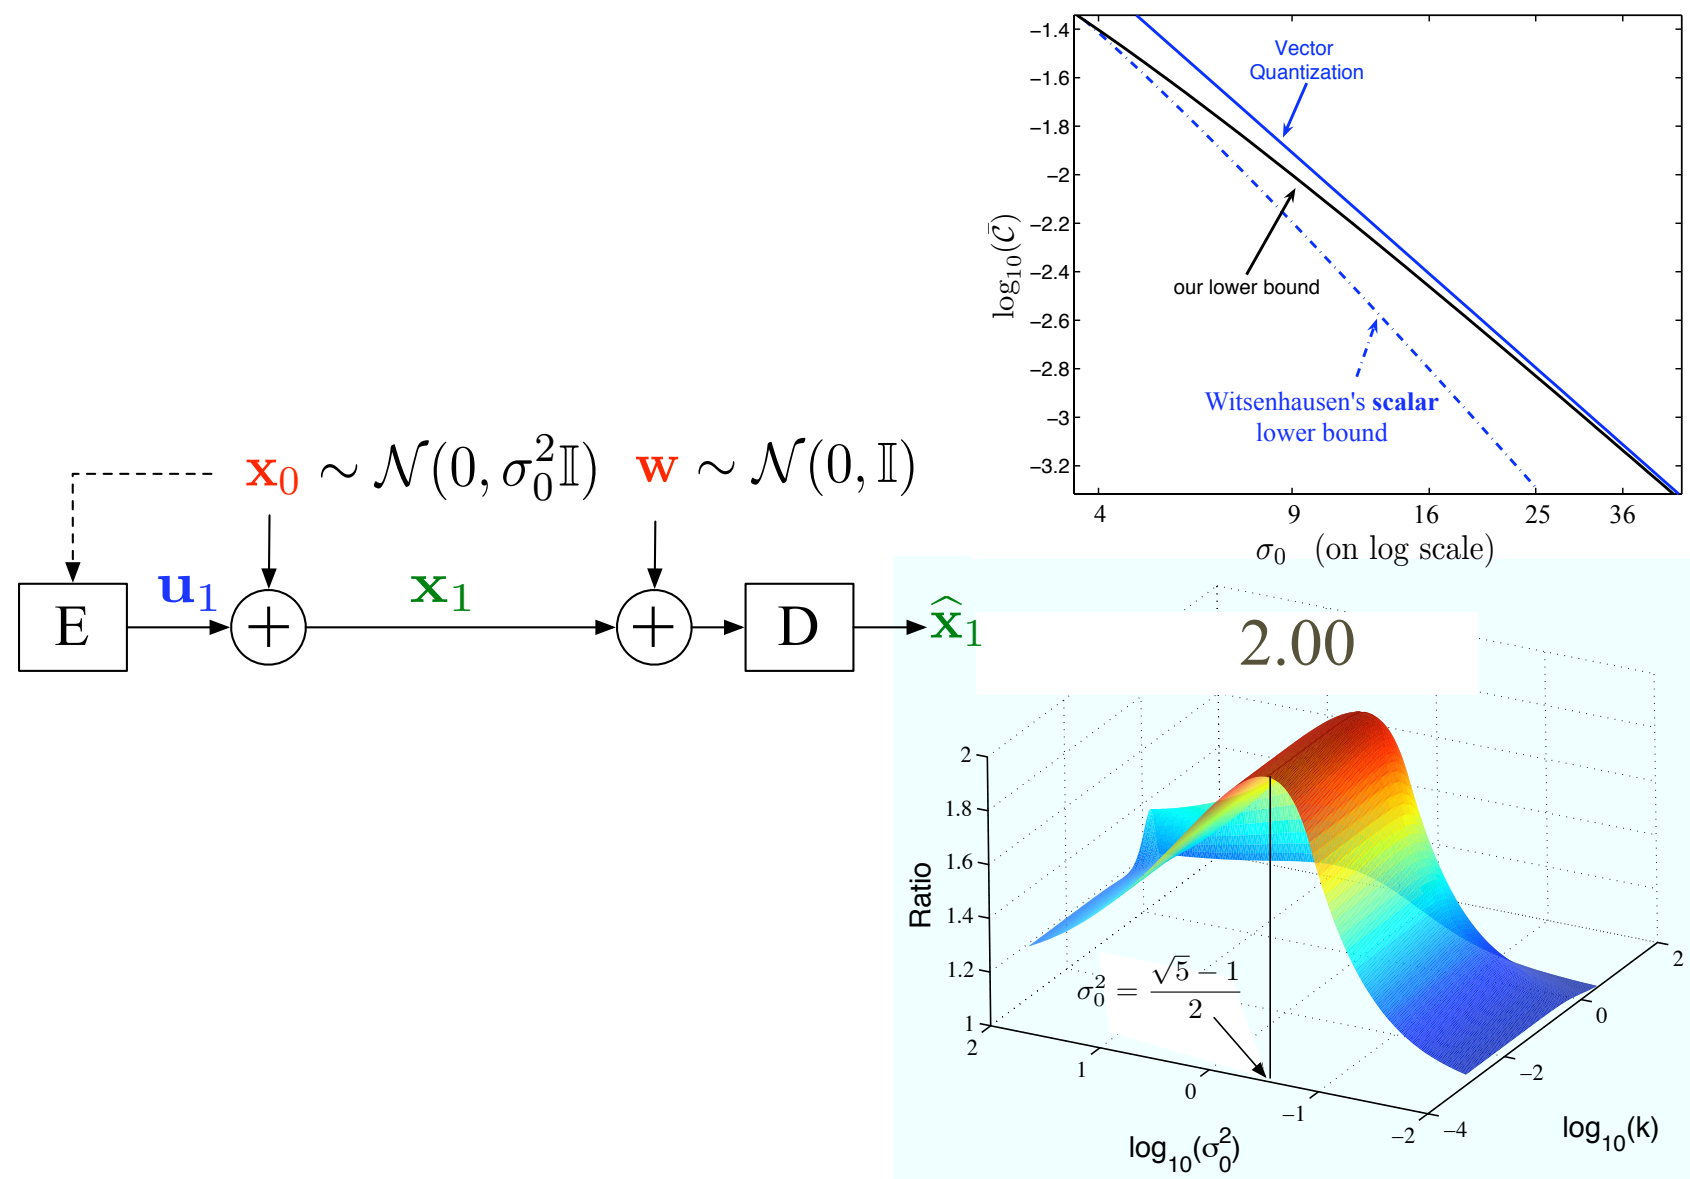 x₀ ∼ 𝒩(0, σ₀²𝕀)
w ∼ 𝒩(0, 𝕀)
E
u₁
+
x₁
+
D
x̂₁
−1.4
−1.6
−1.8
−2
−2.2
−2.4
−2.6
−2.8
−3
−3.2
log₁₀(𝒞̄)
Vector
Quantization
our lower bound
Witsenhausen's scalar
lower bound
4 9 16 25 36
σ₀ (on log scale)
2.00
2
1.8
1.6
1.4
1.2
1
Ratio
σ₀² = (√5 − 1)/2
2 1 0 −1 −2
log₁₀(σ₀²)
−4 −2 0 2
log₁₀(k)